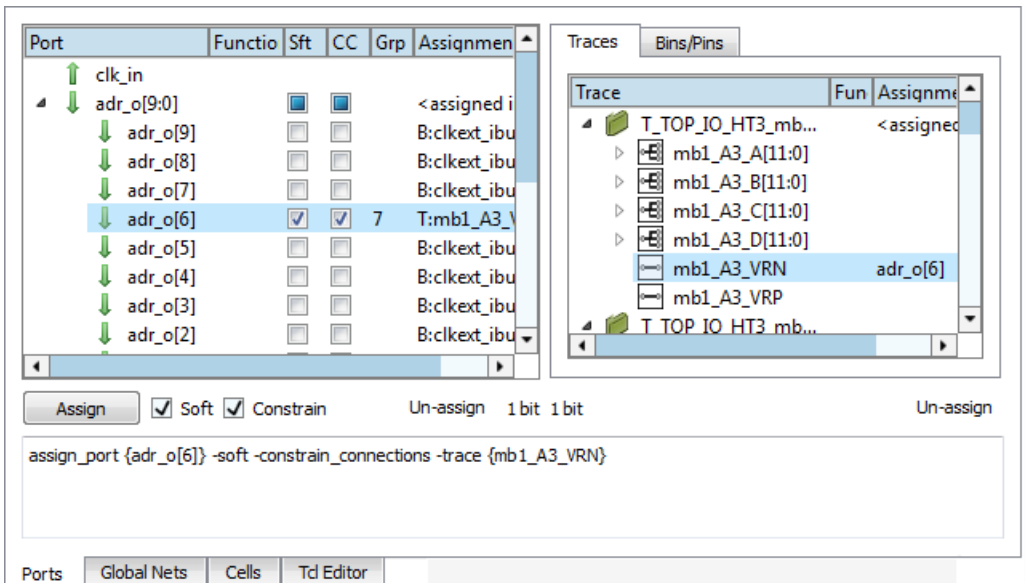 Port Functio Sft CC Grp Assignmen
clk_in
adr_o[9:0] <assigned i
adr_o[9] B:clkext_ibu
adr_o[8] B:clkext_ibu
adr_o[7] B:clkext_ibu
adr_o[6] 7 T:mb1_A3_V
adr_o[5] B:clkext_ibu
adr_o[4] B:clkext_ibu
adr_o[3] B:clkext_ibu
adr_o[2] B:clkext_ibu
Traces Bins/Pins
Trace Fun Assignme
T_TOP_IO_HT3_mb... <assigned
mb1_A3_A[11:0]
mb1_A3_B[11:0]
mb1_A3_C[11:0]
mb1_A3_D[11:0]
mb1_A3_VRN adr_o[6]
mb1_A3_VRP
T_TOP_IO_HT3_mb...
Assign Soft Constrain Un-assign 1 bit 1 bit Un-assign
assign_port {adr_o[6]} -soft -constrain_connections -trace {mb1_A3_VRN}
Ports Global Nets Cells Tcl Editor